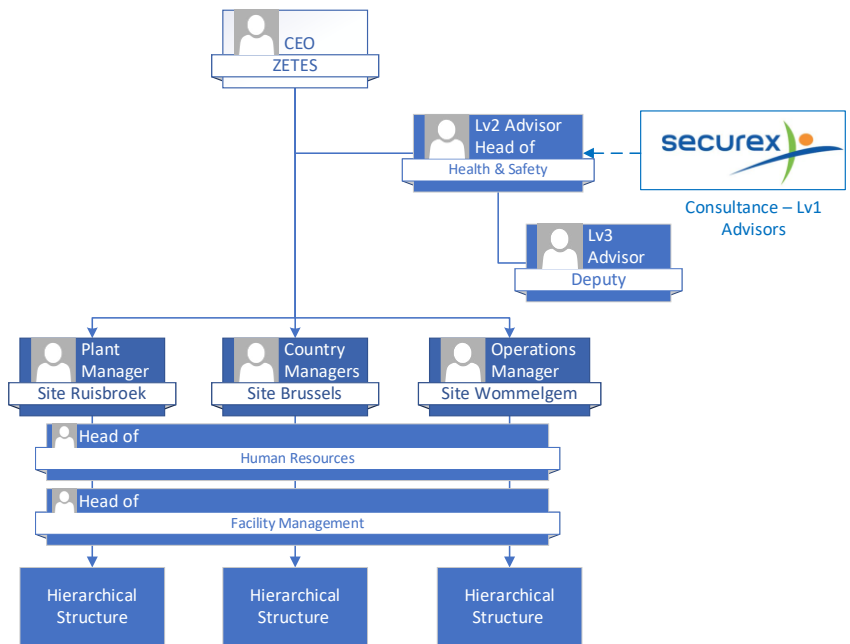 CEO
ZETES
Lv2 Advisor
Head of
Health & Safety
securex
Consultance – Lv1
Advisors
Lv3
Advisor
Deputy
Plant
Manager
Site Ruisbroek
Country
Managers
Site Brussels
Operations
Manager
Site Wommelgem
Head of
Human Resources
Head of
Facility Management
Hierarchical
Structure
Hierarchical
Structure
Hierarchical
Structure